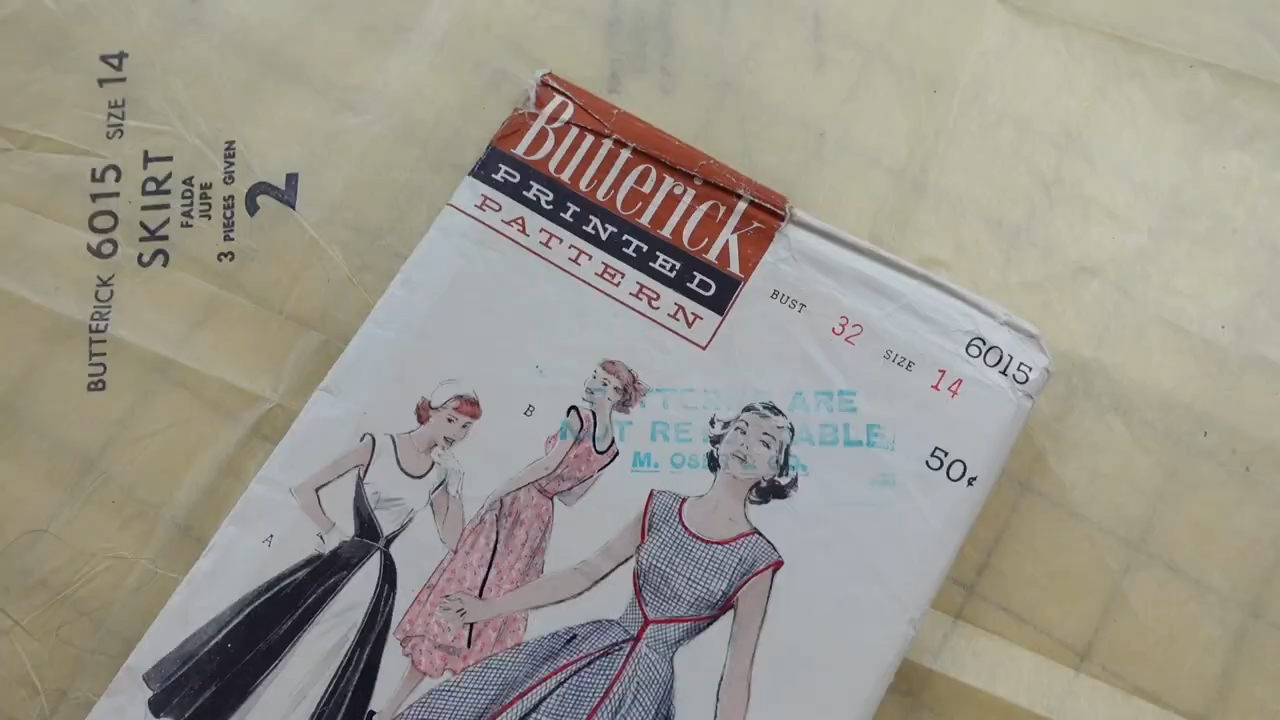 BUTTERICK 6015 SIZE 14
SKIRT
FALDA
JUPE
3 PIECES GIVEN
2
Butterick
PRINTED
PATTERN
BUST 32 SIZE 14
6015
50¢
A
B
ARE
NOT
M.